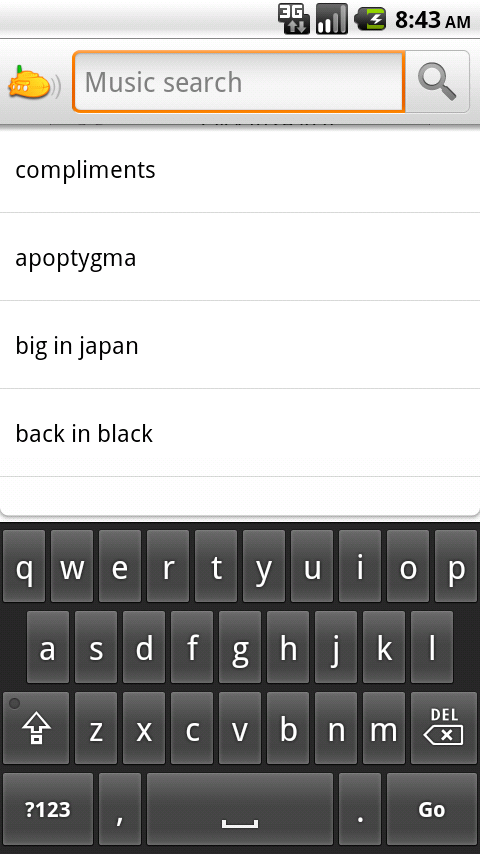 3G 8:43 AM
Music search
compliments
apoptygma
big in japan
back in black
q w e r t y u i o p
a s d f g h j k l
z x c v b n m DEL
?123 , . Go